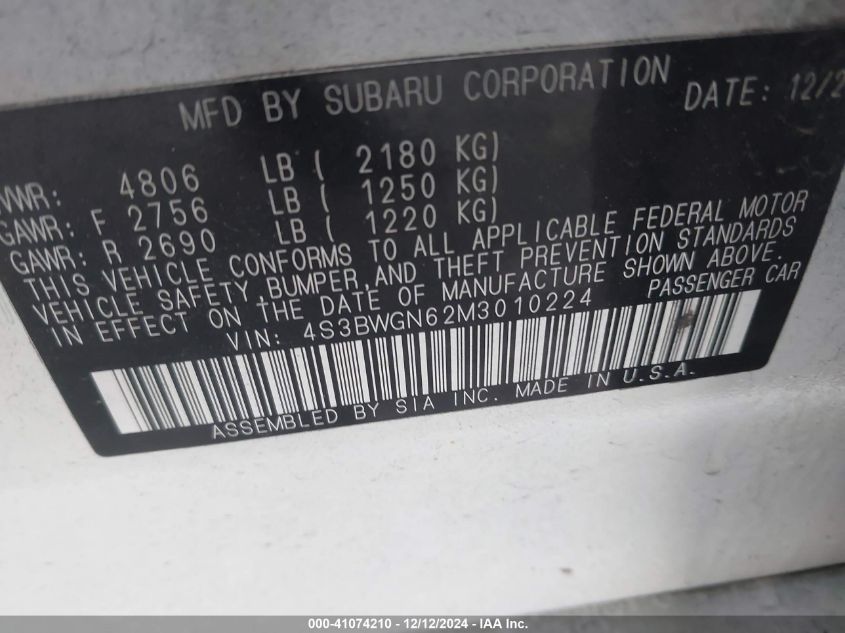 MFD BY SUBARU CORPORATION DATE: 12/2
VWR: 4806 LB ( 2180 KG)
GAWR: F 2756 LB ( 1250 KG)
GAWR: R 2690 LB ( 1220 KG)
THIS VEHICLE CONFORMS TO ALL APPLICABLE FEDERAL MOTOR
VEHICLE SAFETY, BUMPER, AND THEFT PREVENTION STANDARDS
IN EFFECT ON THE DATE OF MANUFACTURE SHOWN ABOVE.
VIN: 4S3BWGN62M3010224 PASSENGER CAR
ASSEMBLED BY SIA INC. MADE IN U.S.A.
000-41074210 - 12/12/2024 - IAA Inc.